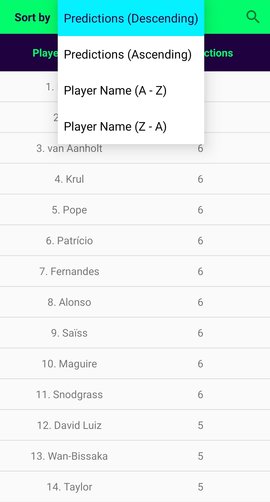 Sort by
Predictions (Descending)
Predictions (Ascending)
Player Name (A - Z)
Player Name (Z - A)
1.
2
3. van Aanholt 6
4. Krul 6
5. Pope 6
6. Patrício 6
7. Fernandes 6
8. Alonso 6
9. Saïss 6
10. Maguire 6
11. Snodgrass 6
12. David Luiz 5
13. Wan-Bissaka 5
14. Taylor 5